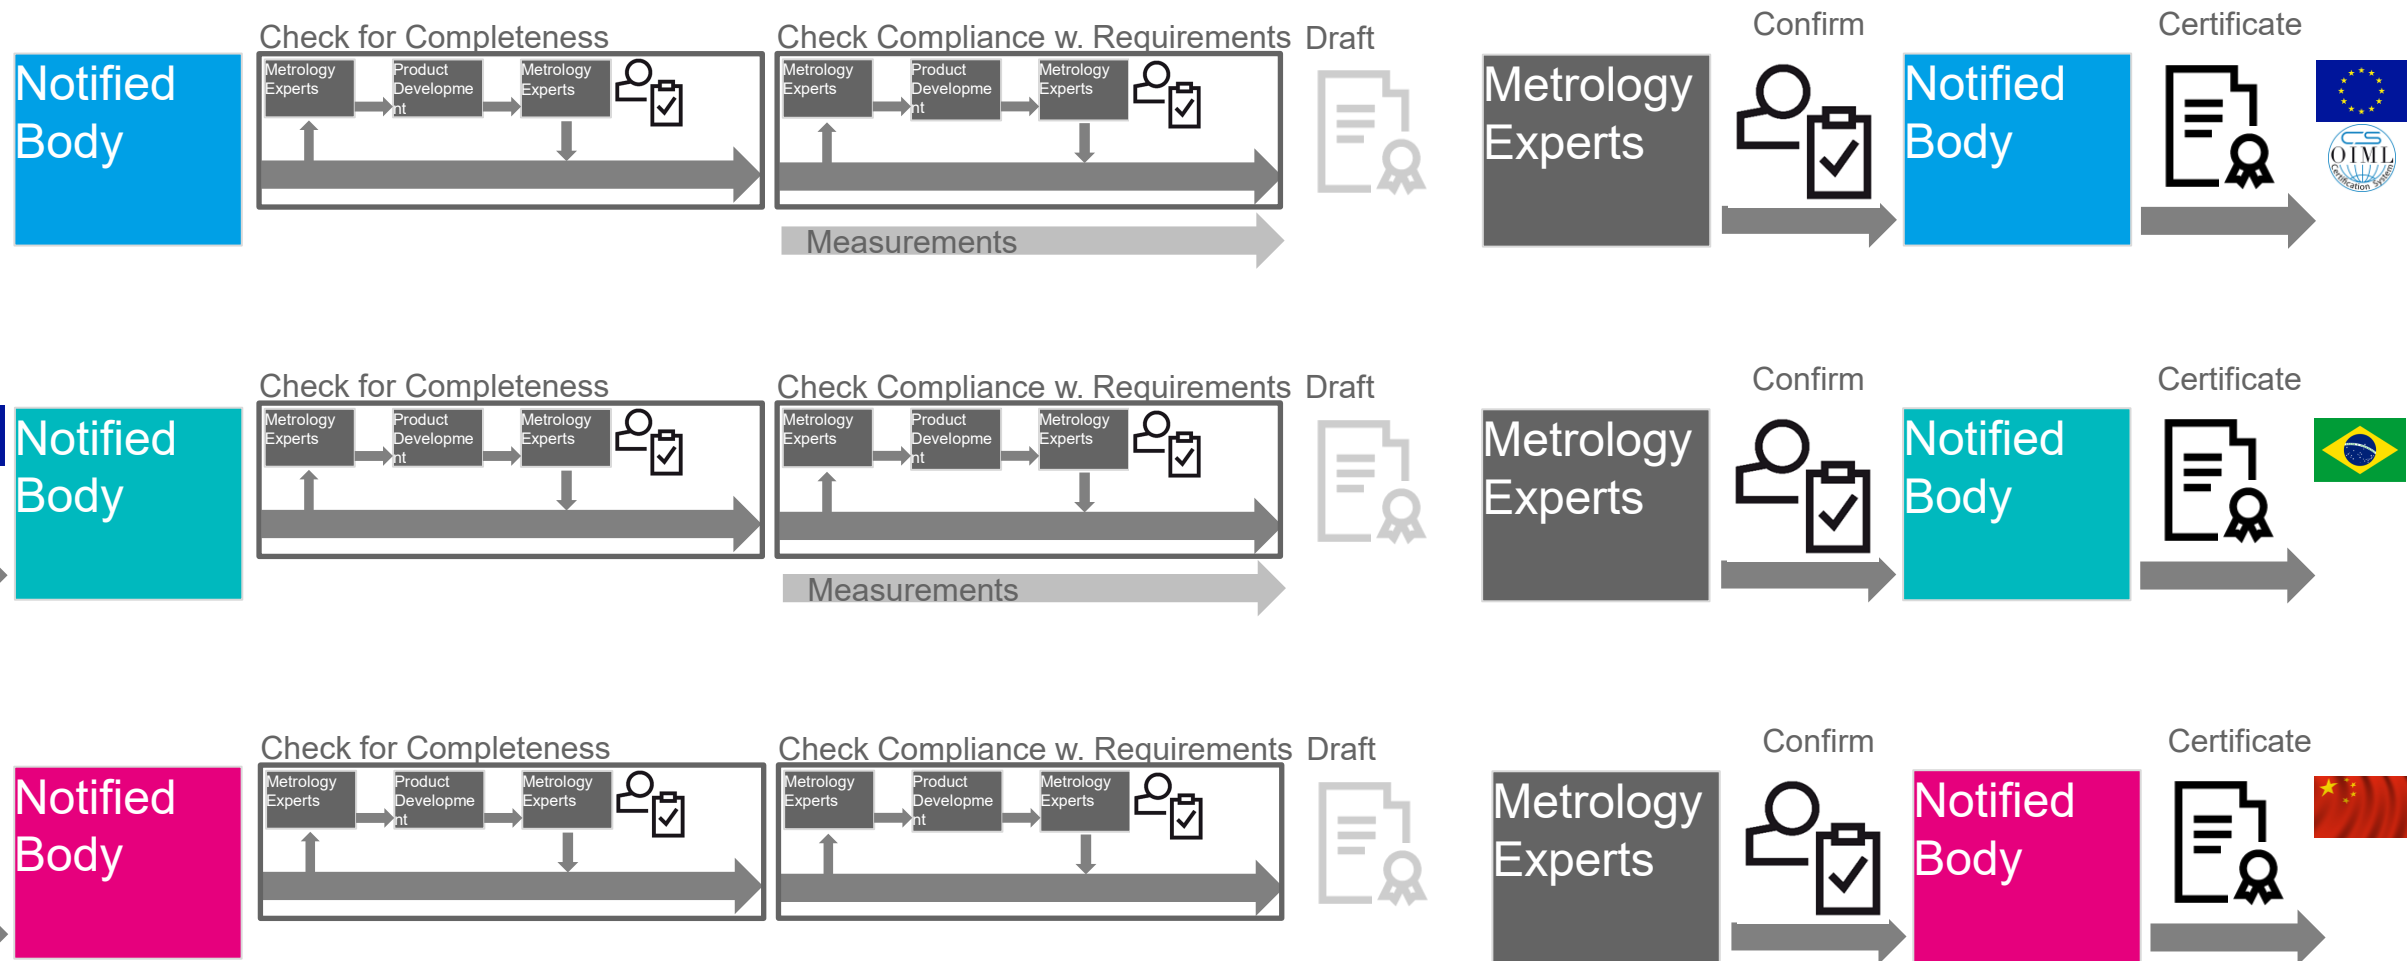 Check for Completeness
Check Compliance w. Requirements
Draft
Confirm
Certificate
Notified
Body
Metrology
Experts
Product
Developme
nt
Metrology
Experts
Metrology
Experts
Product
Developme
nt
Metrology
Experts
Metrology
Experts
Notified
Body
CS
OIML
Certification System
Measurements
Check for Completeness
Check Compliance w. Requirements
Draft
Confirm
Certificate
Notified
Body
Metrology
Experts
Product
Developme
nt
Metrology
Experts
Metrology
Experts
Product
Developme
nt
Metrology
Experts
Metrology
Experts
Notified
Body
Measurements
Check for Completeness
Check Compliance w. Requirements
Draft
Confirm
Certificate
Notified
Body
Metrology
Experts
Product
Developme
nt
Metrology
Experts
Metrology
Experts
Product
Developme
nt
Metrology
Experts
Metrology
Experts
Notified
Body